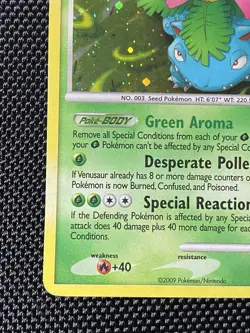 NO. 003 Seed Pokémon HT: 6'07" WT: 220.
Poké-BODY Green Aroma
Remove all Special Conditions from each of your
your Pokémon can't be affected by any Special Co
Desperate Polle
If Venusaur already has 8 or more damage counters o
Pokémon is now Burned, Confused, and Poisoned.
Special Reaction
If the Defending Pokémon is affected by any Specia
attack does 40 damage plus 40 more damage for eac
Conditions.
weakness resistance
+40
©2009 Pokémon/Nintendo